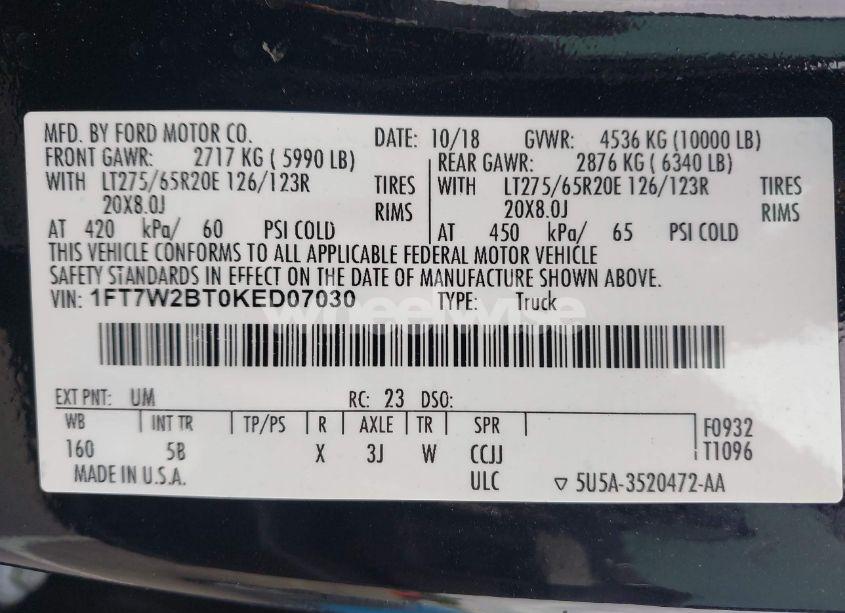 MFD. BY FORD MOTOR CO. DATE: 10/18 GVWR: 4536 KG (10000 LB)
FRONT GAWR: 2717 KG ( 5990 LB) REAR GAWR: 2876 KG ( 6340 LB)
WITH LT275/65R20E 126/123R TIRES WITH LT275/65R20E 126/123R TIRES
20X8.0J RIMS 20X8.0J RIMS
AT 420 kPa/ 60 PSI COLD AT 450 kPa/ 65 PSI COLD
THIS VEHICLE CONFORMS TO ALL APPLICABLE FEDERAL MOTOR VEHICLE
SAFETY STANDARDS IN EFFECT ON THE DATE OF MANUFACTURE SHOWN ABOVE.
VIN: 1FT7W2BT0KED07030 TYPE: Truck
wheelwise
EXT PNT: UM RC: 23 DSO:
WB INT TR TP/PS R AXLE TR SPR F0932
160 5B X 3J W CCJJ T1096
MADE IN U.S.A. ULC ▽ 5U5A-3520472-AA